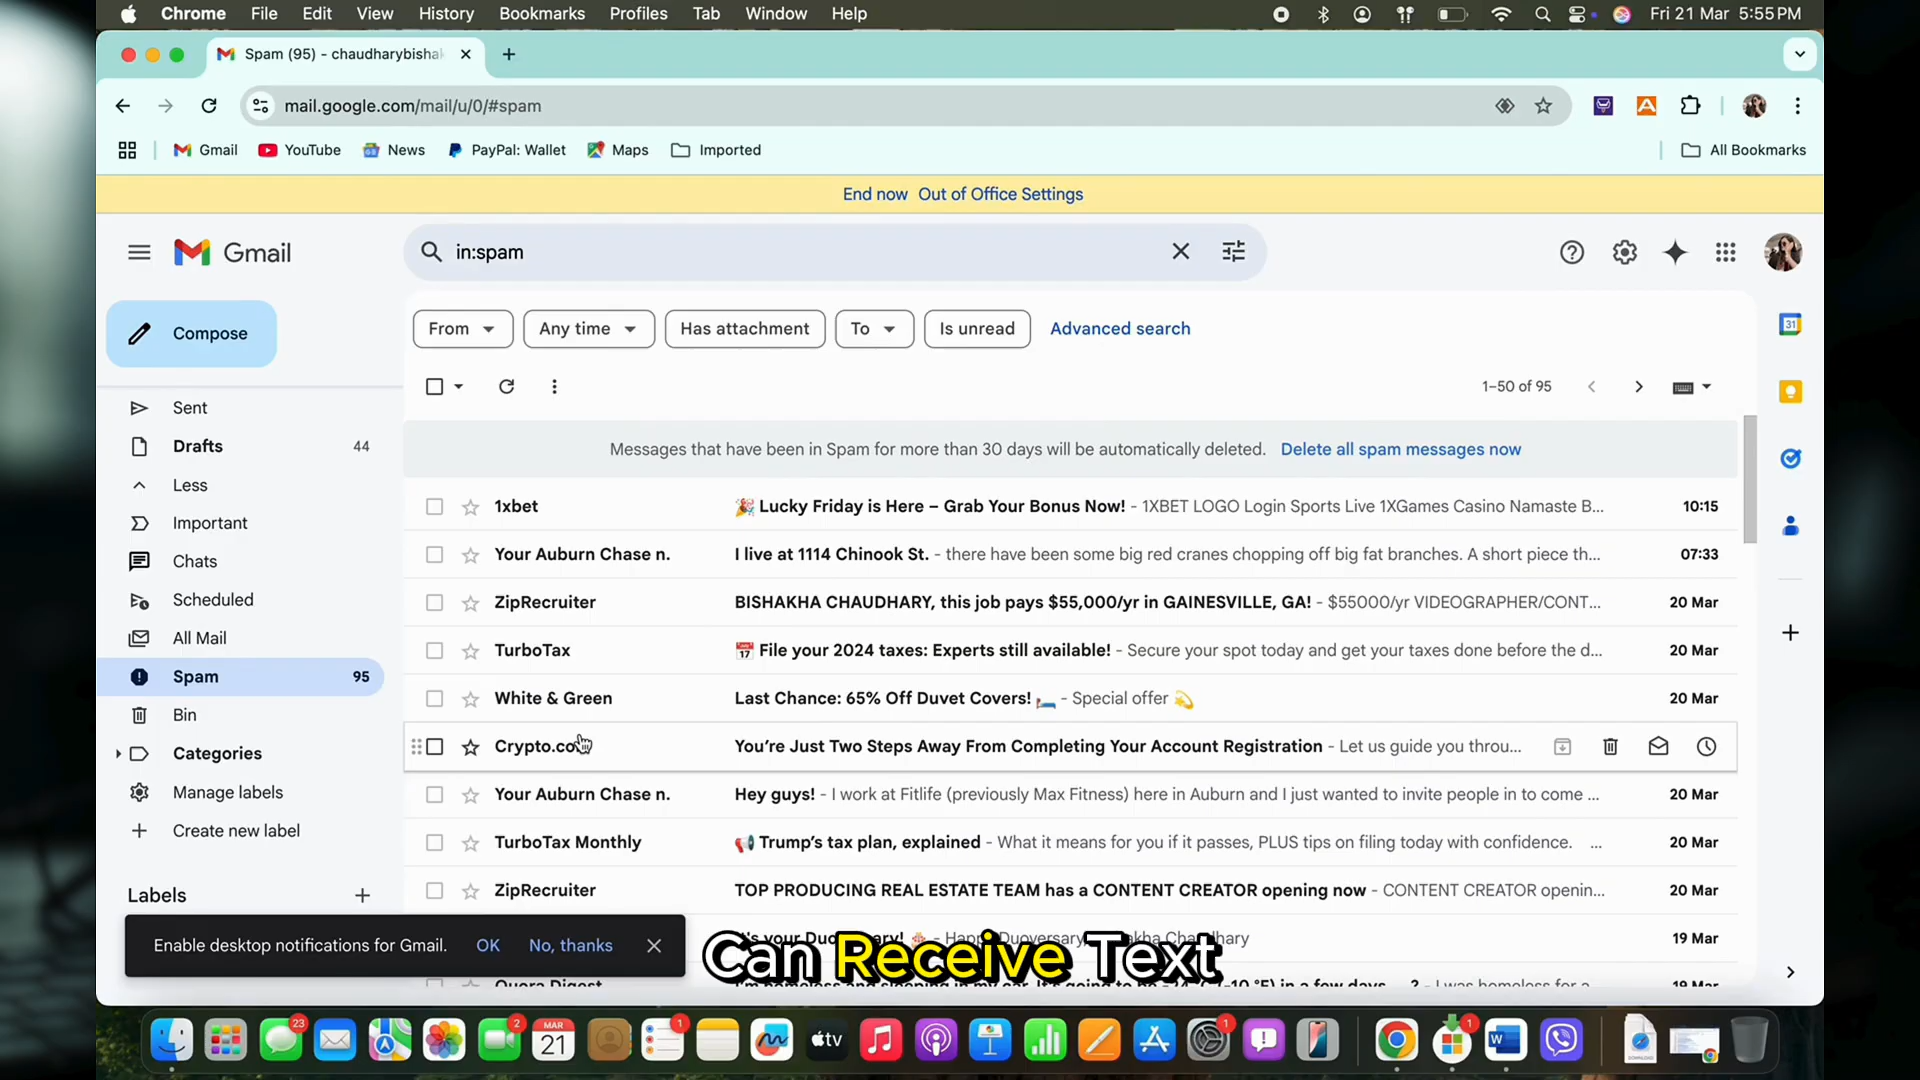 Chrome File Edit View History Bookmarks Profiles Tab Window Help Fri 21 Mar 5:55 PM
Spam (95) - chaudharybishak
mail.google.com/mail/u/0/#spam
Gmail YouTube News PayPal: Wallet Maps Imported All Bookmarks
End now Out of Office Settings
Gmail
in:spam
Compose
From Any time Has attachment To Is unread Advanced search
1–50 of 95
Sent
Drafts 44
Less
Important
Chats
Scheduled
All Mail
Spam 95
Bin
Categories
Manage labels
Create new label
Labels
Messages that have been in Spam for more than 30 days will be automatically deleted. Delete all spam messages now
1xbet 🎉 Lucky Friday is Here – Grab Your Bonus Now! - 1XBET LOGO Login Sports Live 1XGames Casino Namaste B... 10:15
Your Auburn Chase n. I live at 1114 Chinook St. - there have been some big red cranes chopping off big fat branches. A short piece th... 07:33
ZipRecruiter BISHAKHA CHAUDHARY, this job pays $55,000/yr in GAINESVILLE, GA! - $55000/yr VIDEOGRAPHER/CONT... 20 Mar
TurboTax 📅 File your 2024 taxes: Experts still available! - Secure your spot today and get your taxes done before the d... 20 Mar
White & Green Last Chance: 65% Off Duvet Covers! 🛏️ - Special offer 💫 20 Mar
Crypto.co You're Just Two Steps Away From Completing Your Account Registration - Let us guide you throu...
Your Auburn Chase n. Hey guys! - I work at Fitlife (previously Max Fitness) here in Auburn and I just wanted to invite people in to come ... 20 Mar
TurboTax Monthly 📢 Trump's tax plan, explained - What it means for you if it passes, PLUS tips on filing today with confidence. ... 20 Mar
ZipRecruiter TOP PRODUCING REAL ESTATE TEAM has a CONTENT CREATOR opening now - CONTENT CREATOR openin... 20 Mar
19 Mar
Enable desktop notifications for Gmail. OK No, thanks
Can Receive Text
31
23
2
MAR
21
1
tv
1
1